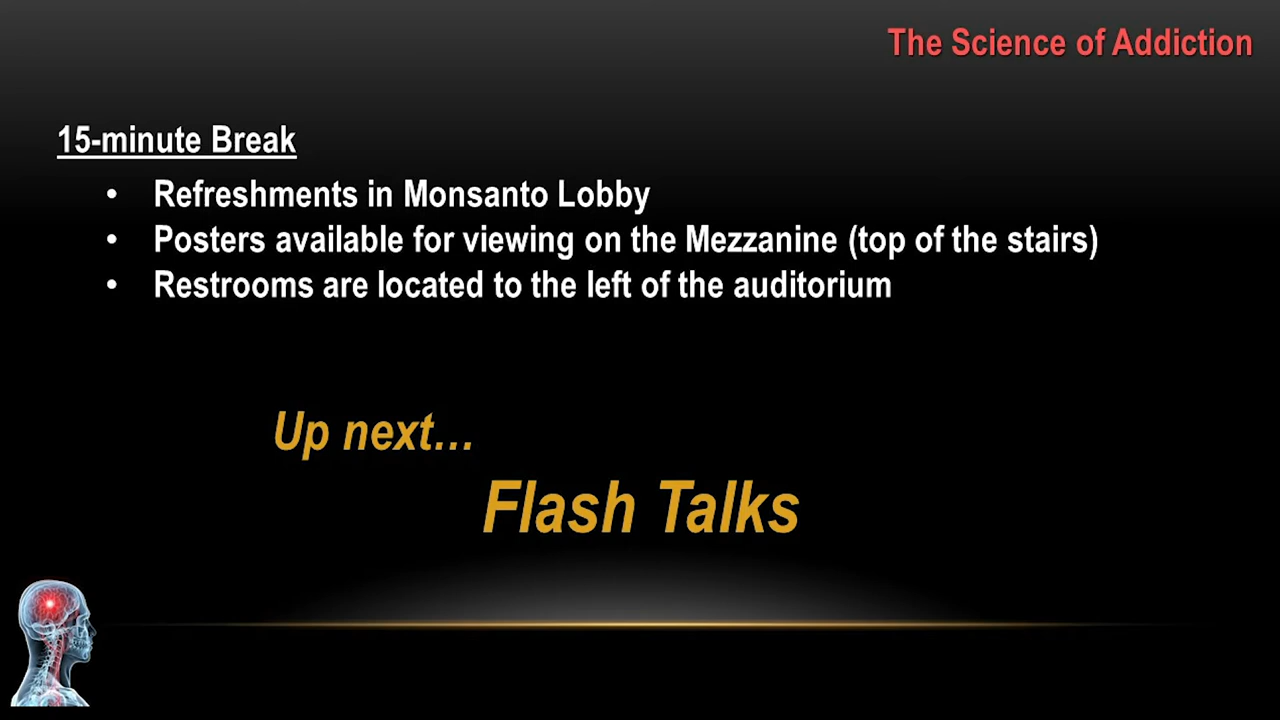 The Science of Addiction
15-minute Break
• Refreshments in Monsanto Lobby
• Posters available for viewing on the Mezzanine (top of the stairs)
• Restrooms are located to the left of the auditorium
Up next…
Flash Talks